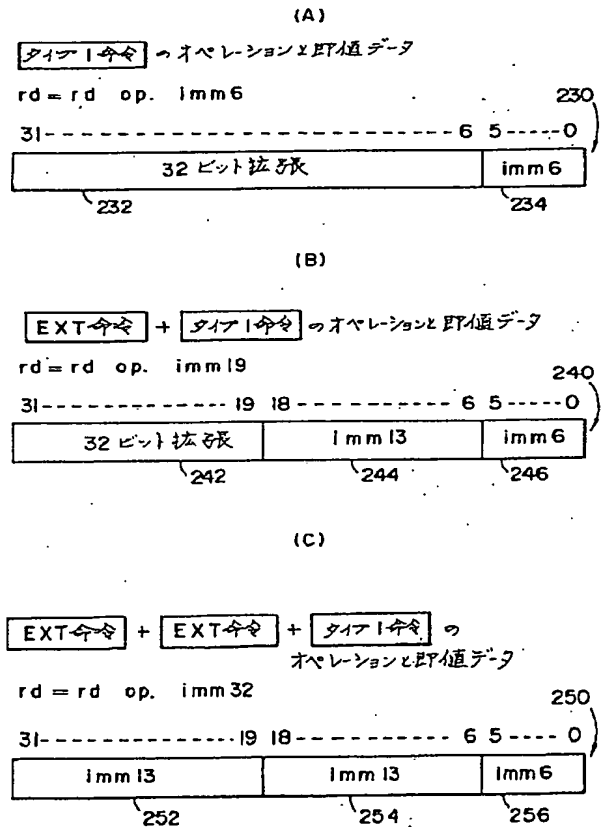 (A)
タイプ1命令 のオペレーションと即値データ
rd = rd op. imm6
230
31----------------------------------6 5-----0
32ビット拡張 imm6
232 234
(B)
EXT命令 + タイプ1命令 のオペレーションと即値データ
rd = rd op. imm19
240
31----------------19 18------------6 5-----0
32ビット拡張 imm13 imm6
242 244 246
(C)
EXT命令 + EXT命令 + タイプ1命令 の
オペレーションと即値データ
rd = rd op. imm32
250
31----------------19 18------------6 5----0
imm13 imm13 imm6
252 254 256